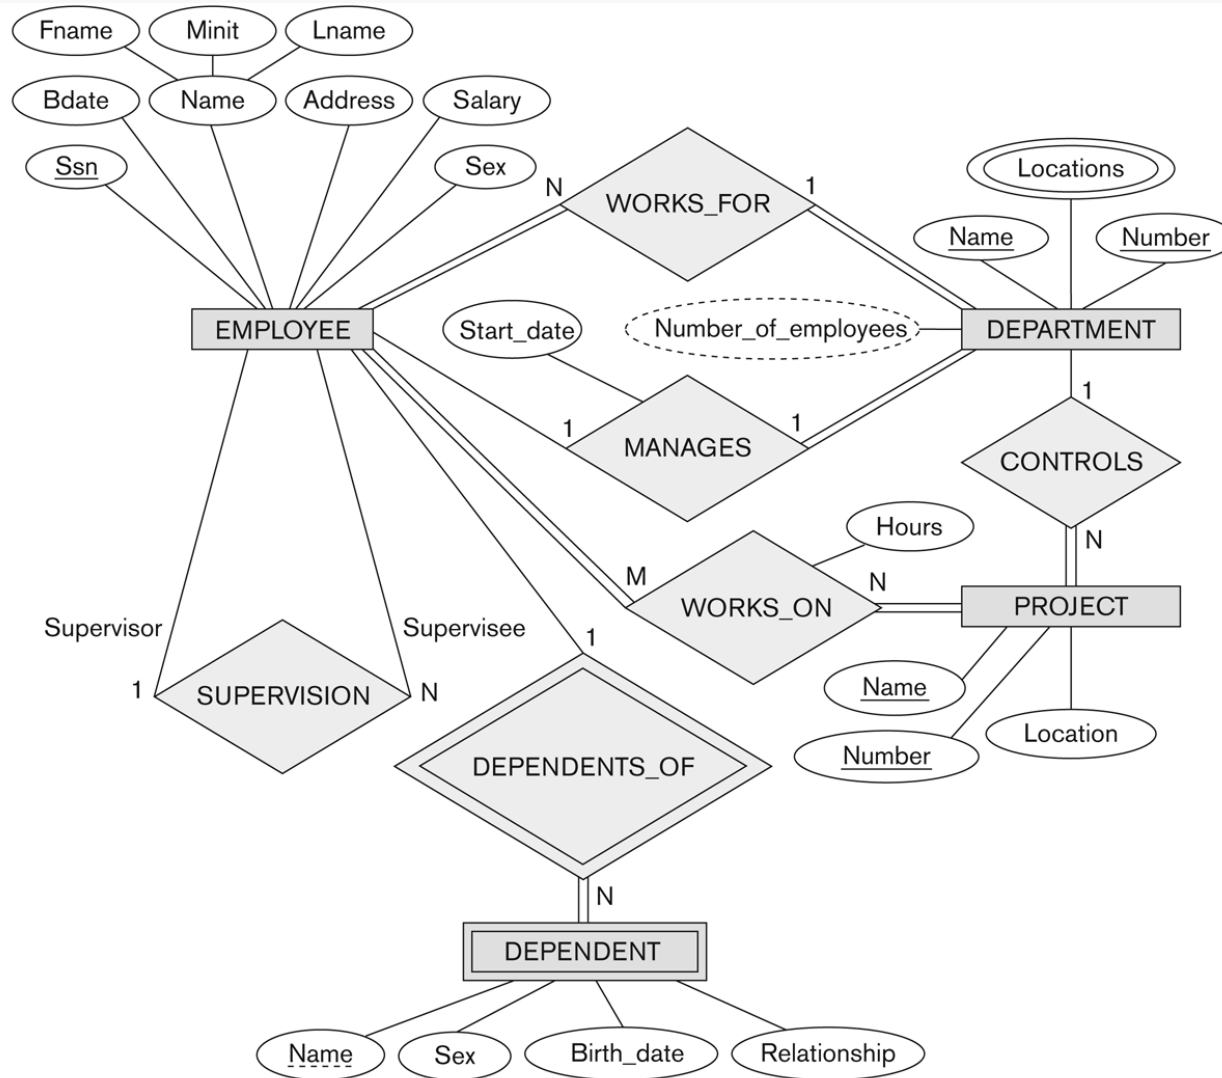 Fname
Minit
Lname
Bdate
Name
Address
Salary
Ssn
Sex
N
WORKS_FOR
1
Locations
Name
Number
EMPLOYEE
Start_date
Number_of_employees
DEPARTMENT
1
MANAGES
1
1
CONTROLS
N
Hours
M
WORKS_ON
N
PROJECT
Supervisor
Supervisee
1
SUPERVISION
N
1
Name
Number
Location
DEPENDENTS_OF
N
DEPENDENT
Name
Sex
Birth_date
Relationship